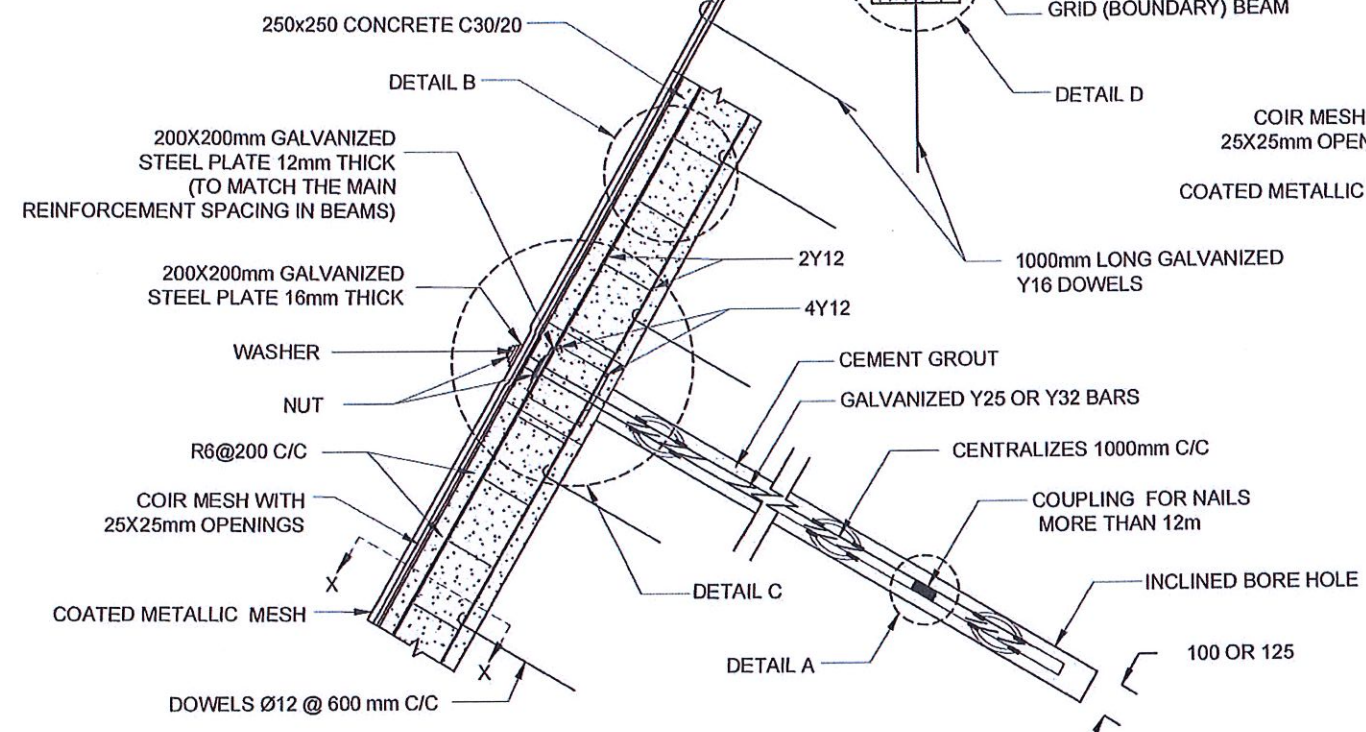 250x250 CONCRETE C30/20
GRID (BOUNDARY) BEAM
DETAIL B
DETAIL D
200X200mm GALVANIZED
STEEL PLATE 12mm THICK
(TO MATCH THE MAIN
REINFORCEMENT SPACING IN BEAMS)
COIR MESH
25X25mm OPEN
COATED METALLIC
200X200mm GALVANIZED
STEEL PLATE 16mm THICK
2Y12
1000mm LONG GALVANIZED
Y16 DOWELS
4Y12
WASHER
CEMENT GROUT
NUT
GALVANIZED Y25 OR Y32 BARS
R6@200 C/C
CENTRALIZES 1000mm C/C
COIR MESH WITH
25X25mm OPENINGS
COUPLING FOR NAILS
MORE THAN 12m
X
DETAIL C
INCLINED BORE HOLE
COATED METALLIC MESH
X
DETAIL A
100 OR 125
DOWELS Ø12 @ 600 mm C/C